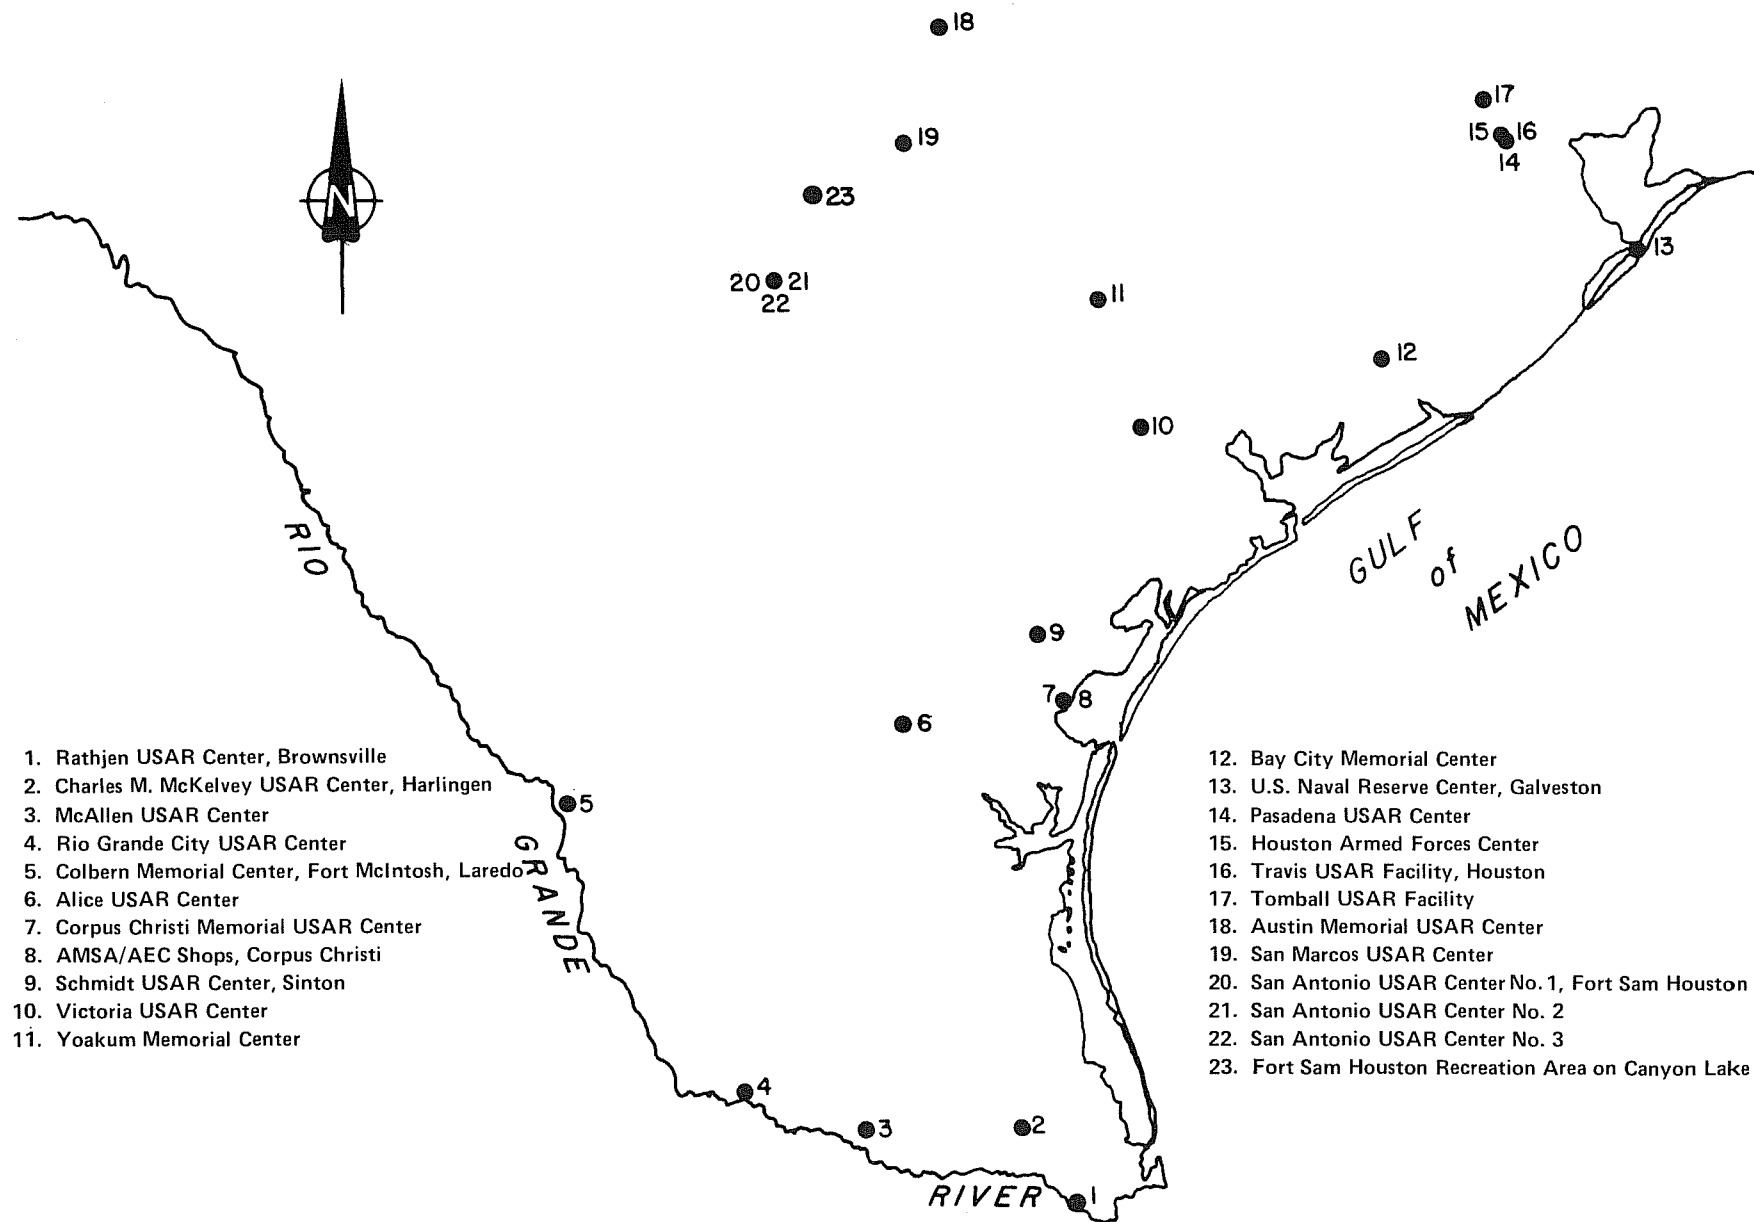 18
17
15 16
14
19
N
23
13
20 21
22
11
12
10
RIO
GULF
of
MEXICO
9
7 8
6
5
GRANDE
4
3
2
RIVER
1
1. Rathjen USAR Center, Brownsville
2. Charles M. McKelvey USAR Center, Harlingen
3. McAllen USAR Center
4. Rio Grande City USAR Center
5. Colbern Memorial Center, Fort McIntosh, Laredo
6. Alice USAR Center
7. Corpus Christi Memorial USAR Center
8. AMSA/AEC Shops, Corpus Christi
9. Schmidt USAR Center, Sinton
10. Victoria USAR Center
11. Yoakum Memorial Center
12. Bay City Memorial Center
13. U.S. Naval Reserve Center, Galveston
14. Pasadena USAR Center
15. Houston Armed Forces Center
16. Travis USAR Facility, Houston
17. Tomball USAR Facility
18. Austin Memorial USAR Center
19. San Marcos USAR Center
20. San Antonio USAR Center No. 1, Fort Sam Houston
21. San Antonio USAR Center No. 2
22. San Antonio USAR Center No. 3
23. Fort Sam Houston Recreation Area on Canyon Lake